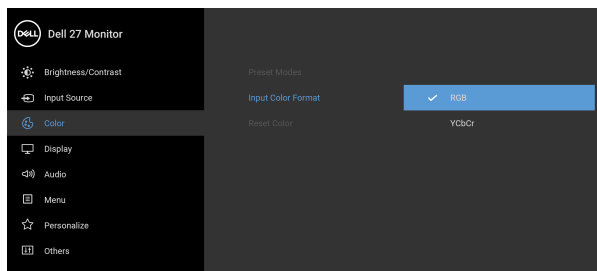 DELL Dell 27 Monitor
Brightness/Contrast
Preset Modes
Input Source
Input Color Format
RGB
Color
Reset Color
YCbCr
Display
Audio
Menu
Personalize
Others